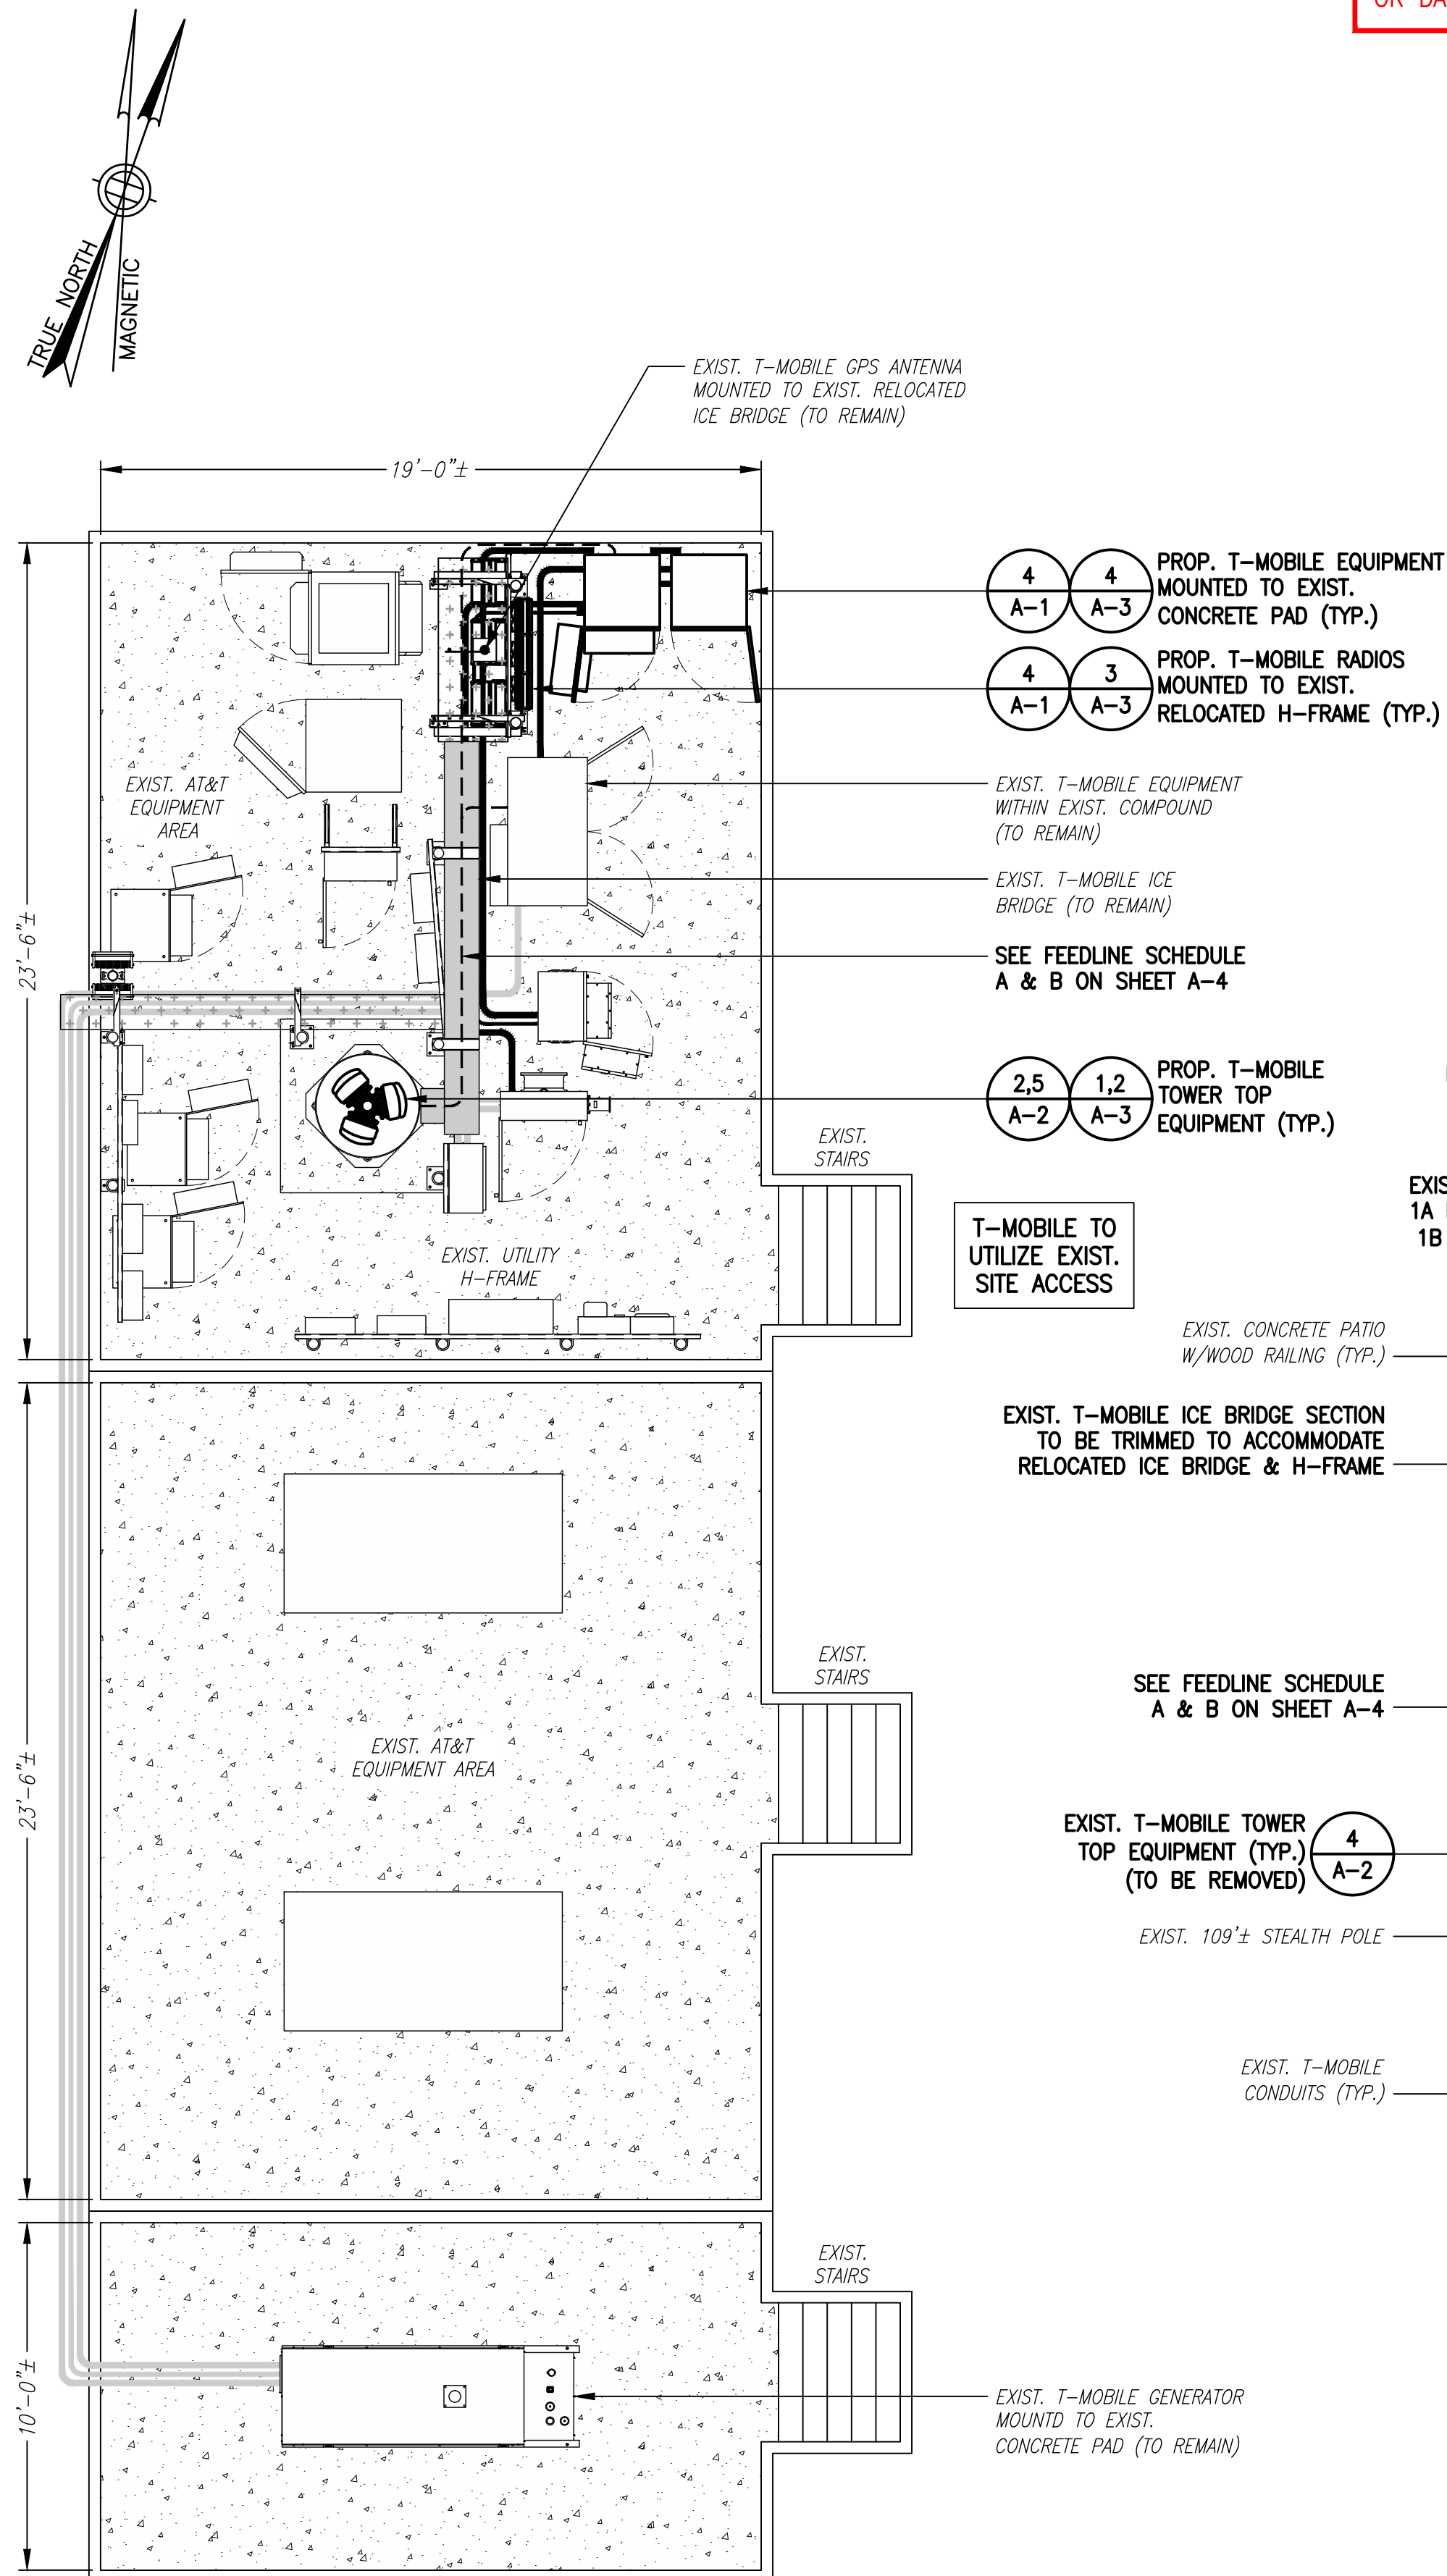 OR DA
TRUE NORTH
MAGNETIC
EXIST. T-MOBILE GPS ANTENNA
MOUNTED TO EXIST. RELOCATED
ICE BRIDGE (TO REMAIN)
19'-0"±
4
A-1
4
A-3
PROP. T-MOBILE EQUIPMENT
MOUNTED TO EXIST.
CONCRETE PAD (TYP.)
4
A-1
3
A-3
PROP. T-MOBILE RADIOS
MOUNTED TO EXIST.
RELOCATED H-FRAME (TYP.)
EXIST. AT&T
EQUIPMENT
AREA
EXIST. T-MOBILE EQUIPMENT
WITHIN EXIST. COMPOUND
(TO REMAIN)
EXIST. T-MOBILE ICE
BRIDGE (TO REMAIN)
23'-6"±
SEE FEEDLINE SCHEDULE
A & B ON SHEET A-4
2,5
A-2
1,2
A-3
PROP. T-MOBILE
TOWER TOP
EQUIPMENT (TYP.)
EXIST.
STAIRS
EXIS
1A
1B
T-MOBILE TO
UTILIZE EXIST.
SITE ACCESS
EXIST. UTILITY
H-FRAME
EXIST. CONCRETE PATIO
W/WOOD RAILING (TYP.)
EXIST. T-MOBILE ICE BRIDGE SECTION
TO BE TRIMMED TO ACCOMMODATE
RELOCATED ICE BRIDGE & H-FRAME
EXIST.
STAIRS
SEE FEEDLINE SCHEDULE
A & B ON SHEET A-4
EXIST. AT&T
EQUIPMENT AREA
23'-6"±
EXIST. T-MOBILE TOWER
TOP EQUIPMENT (TYP.)
(TO BE REMOVED)
4
A-2
EXIST. 109'± STEALTH POLE
EXIST. T-MOBILE
CONDUITS (TYP.)
EXIST.
STAIRS
10'-0"±
EXIST. T-MOBILE GENERATOR
MOUNTD TO EXIST.
CONCRETE PAD (TO REMAIN)